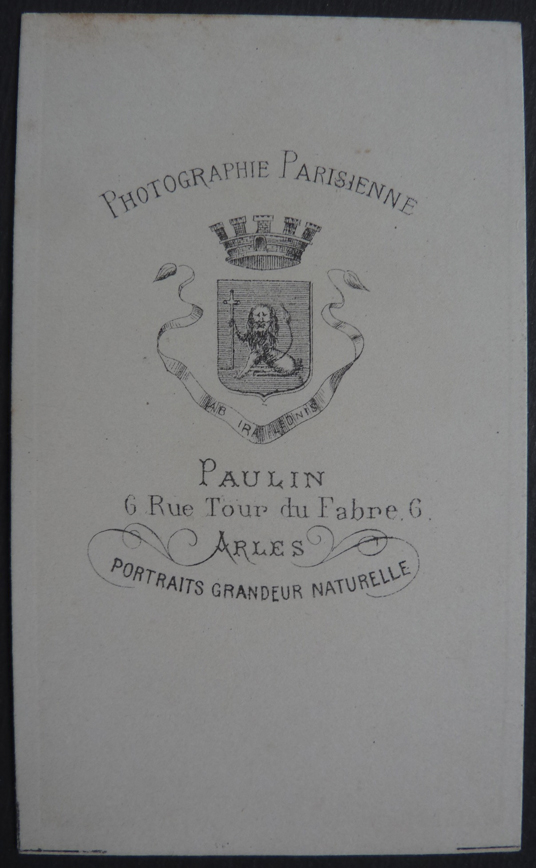 PHOTOGRAPHIE PARISIENNE
AB IRA LEONIS
PAULIN
6 Rue Tour du Fabre. 6.
ARLES
PORTRAITS GRANDEUR NATURELLE